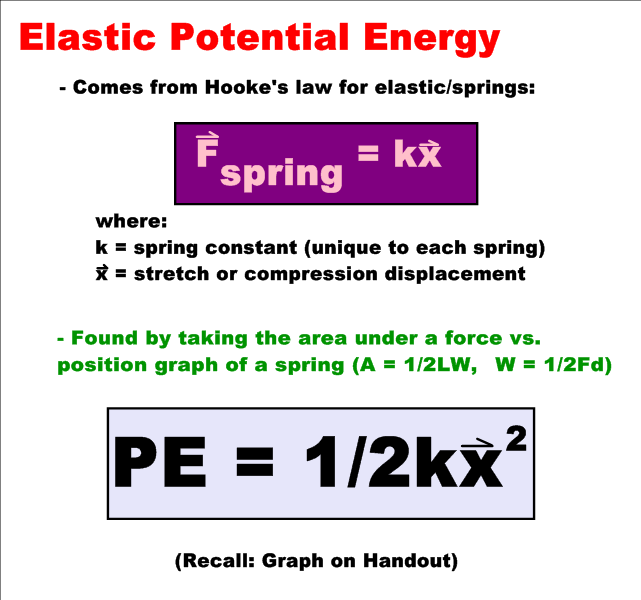 Elastic Potential Energy
- Comes from Hooke's law for elastic/springs:
F⃗spring = kx⃗
where:
k = spring constant (unique to each spring)
x⃗ = stretch or compression displacement
- Found by taking the area under a force vs.
position graph of a spring (A = 1/2LW, W = 1/2Fd)
PE = 1/2kx⃗²
(Recall: Graph on Handout)